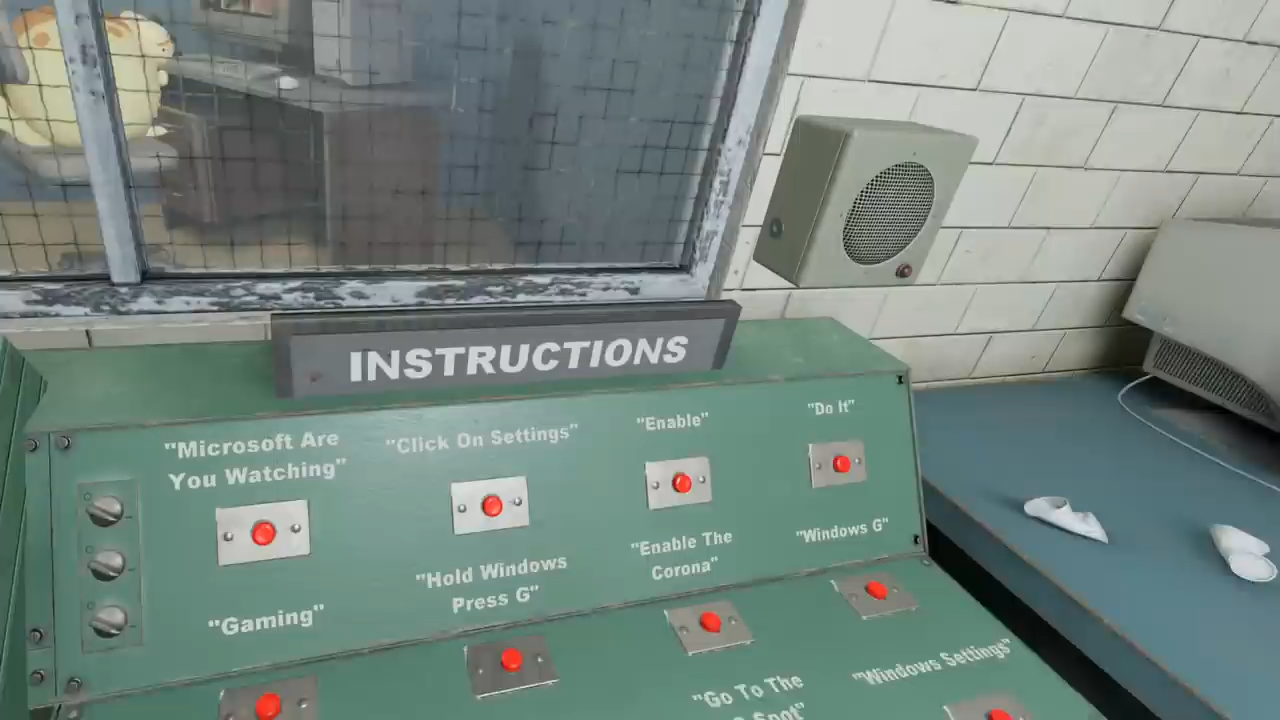 INSTRUCTIONS
"Microsoft Are
You Watching"
"Click On Settings"
"Enable"
"Do It"
"Gaming"
"Hold Windows
Press G"
"Enable The
Corona"
"Windows G"
"Go To The
Spot"
"Windows Settings"